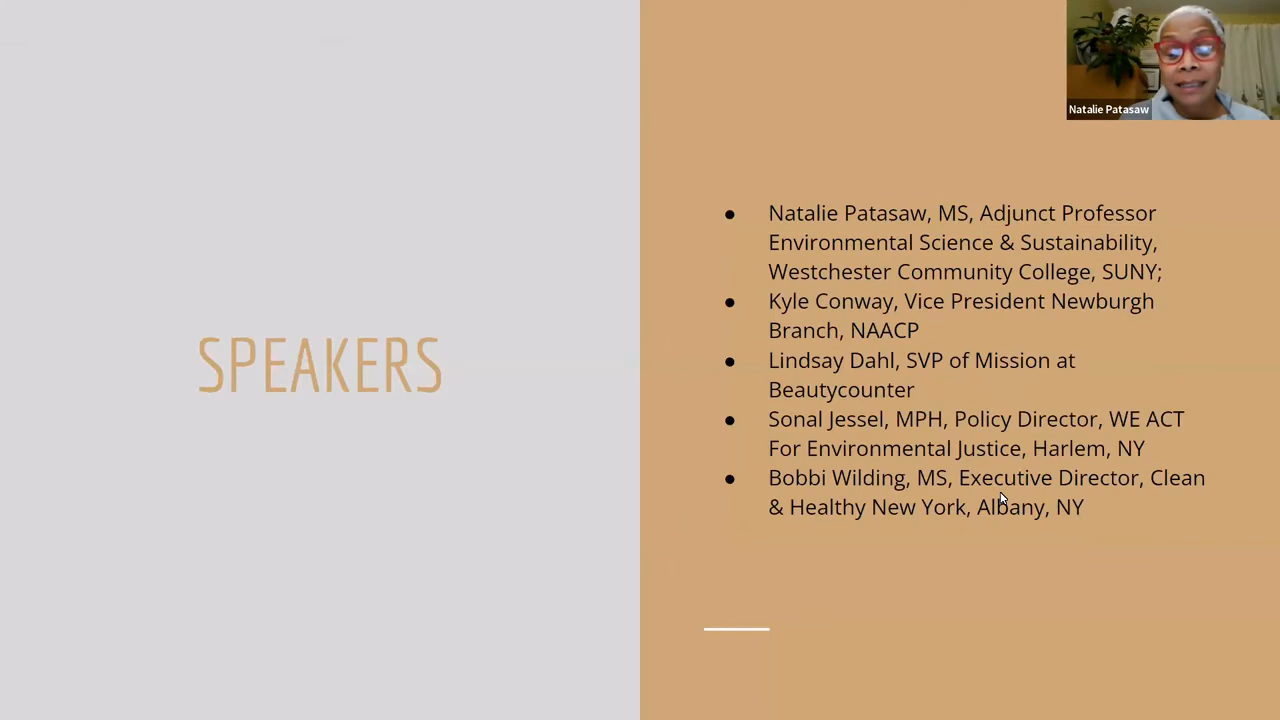 Natalie Patasaw
SPEAKERS
● Natalie Patasaw, MS, Adjunct Professor
Environmental Science & Sustainability,
Westchester Community College, SUNY;
● Kyle Conway, Vice President Newburgh
Branch, NAACP
● Lindsay Dahl, SVP of Mission at
Beautycounter
● Sonal Jessel, MPH, Policy Director, WE ACT
For Environmental Justice, Harlem, NY
● Bobbi Wilding, MS, Executive Director, Clean
& Healthy New York, Albany, NY